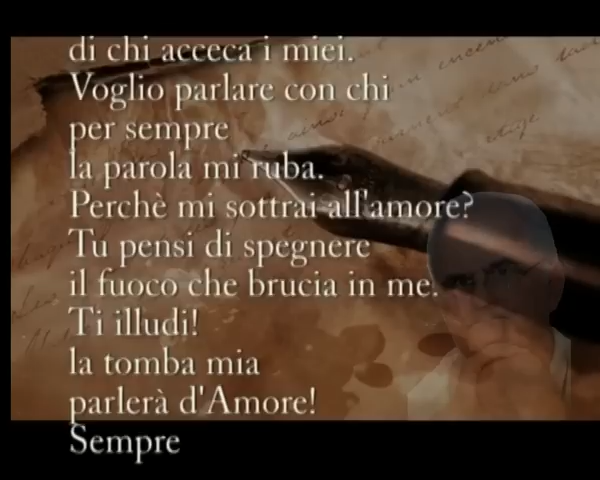 di chi acceca i miei.
Voglio parlare con chi
per sempre
la parola mi ruba.
Perchè mi sottrai all'amore?
Tu pensi di spegnere
il fuoco che brucia in me.
Ti illudi!
la tomba mia
parlerà d'Amore!
Sempre